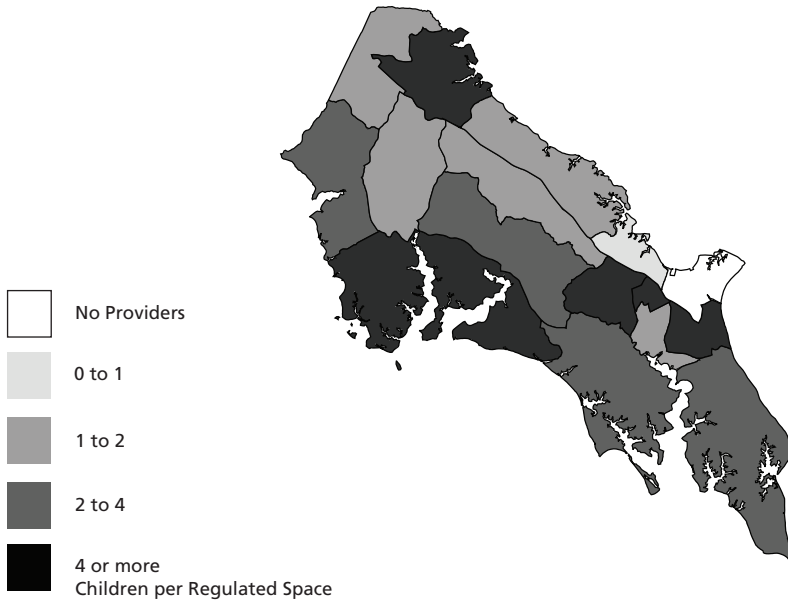 No Providers
0 to 1
1 to 2
2 to 4
4 or more
Children per Regulated Space